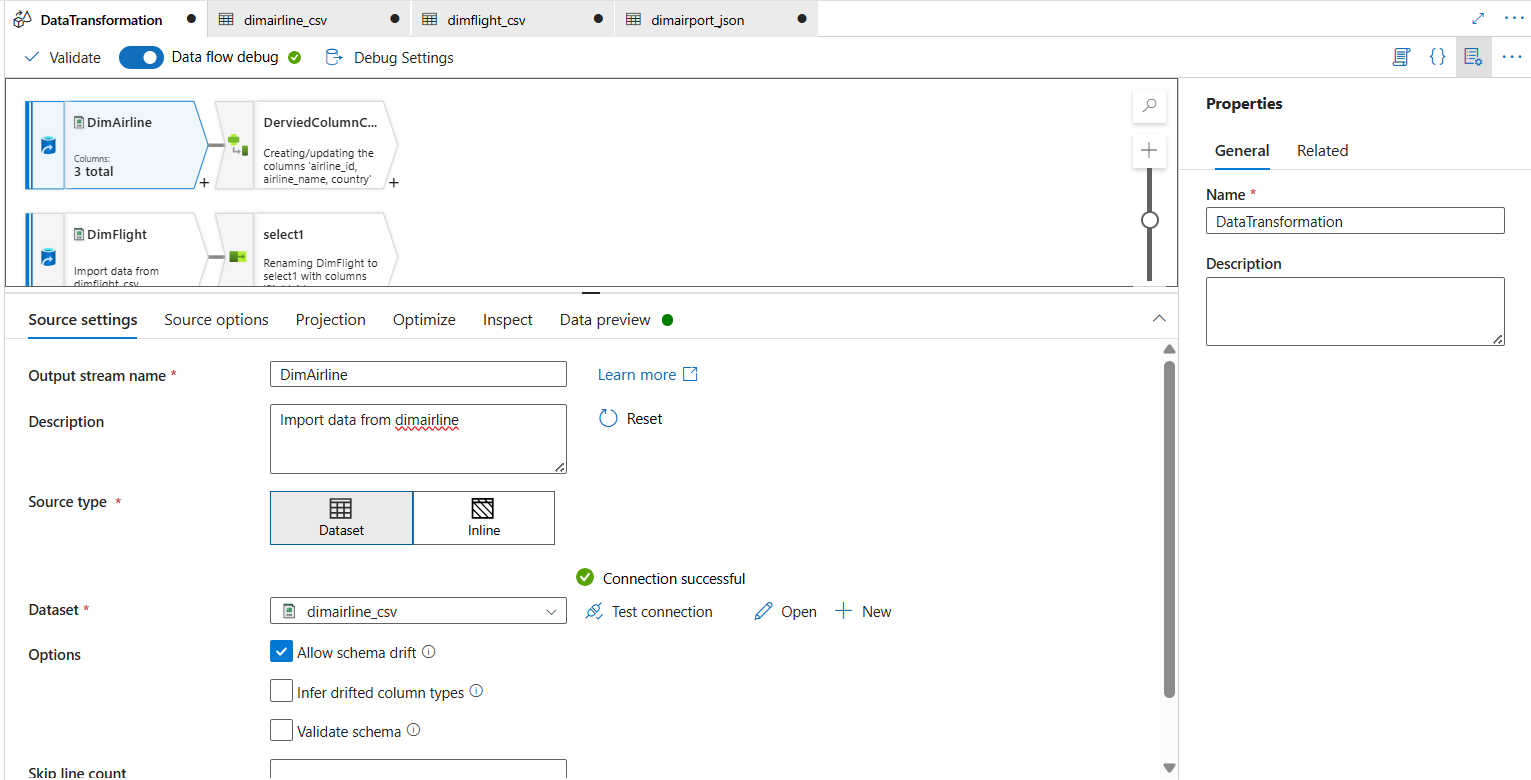 DataTransformation
dimairline_csv
dimflight_csv
dimairport_json
Validate
Data flow debug
Debug Settings
DimAirline
Columns:
3 total
+
DerviedColumnC...
Creating/updating the
columns 'airline_id,
airline_name, country'
+
DimFlight
Import data from
dimflight_csv
select1
Renaming DimFlight to
select1 with columns
Properties
General
Related
Name *
DataTransformation
Description
Source settings
Source options
Projection
Optimize
Inspect
Data preview
Output stream name *
DimAirline
Learn more
Description
Import data from dimairline
Reset
Source type *
Dataset
Inline
Connection successful
Dataset *
dimairline_csv
Test connection
Open
New
Options
Allow schema drift
Infer drifted column types
Validate schema
Skip line count